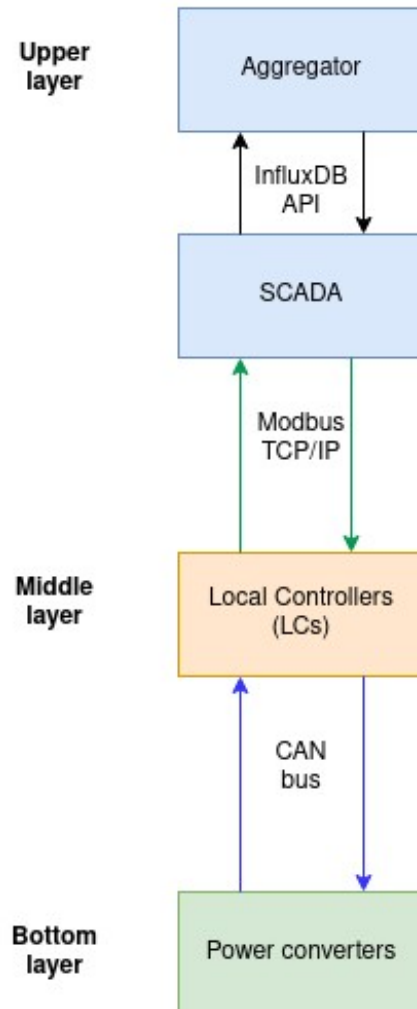 Upper
layer
Aggregator
InfluxDB
API
SCADA
Modbus
TCP/IP
Middle
layer
Local Controllers
(LCs)
CAN
bus
Bottom
layer
Power converters